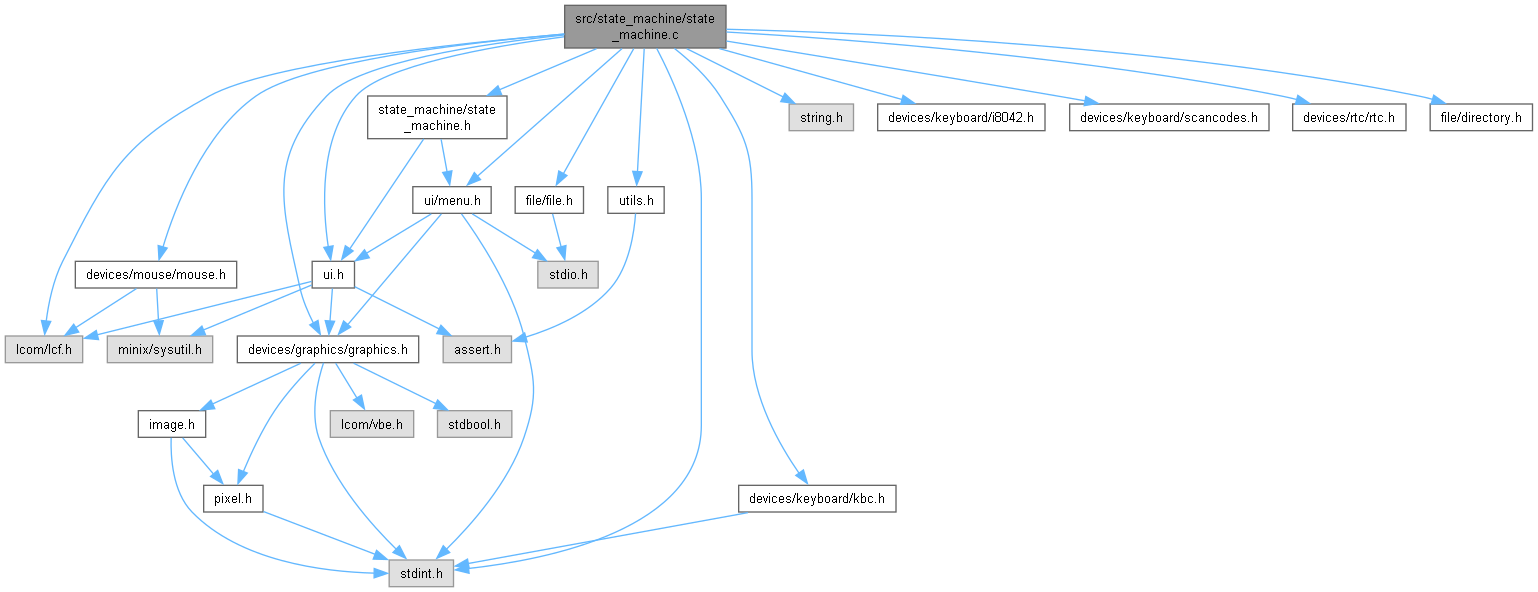 src/state_machine/state
_machine.c
state_machine/state
_machine.h
string.h
devices/keyboard/i8042.h
devices/keyboard/scancodes.h
devices/rtc/rtc.h
file/directory.h
ui/menu.h
file/file.h
utils.h
devices/mouse/mouse.h
ui.h
stdio.h
lcom/lcf.h
minix/sysutil.h
devices/graphics/graphics.h
assert.h
image.h
lcom/vbe.h
stdbool.h
pixel.h
devices/keyboard/kbc.h
stdint.h